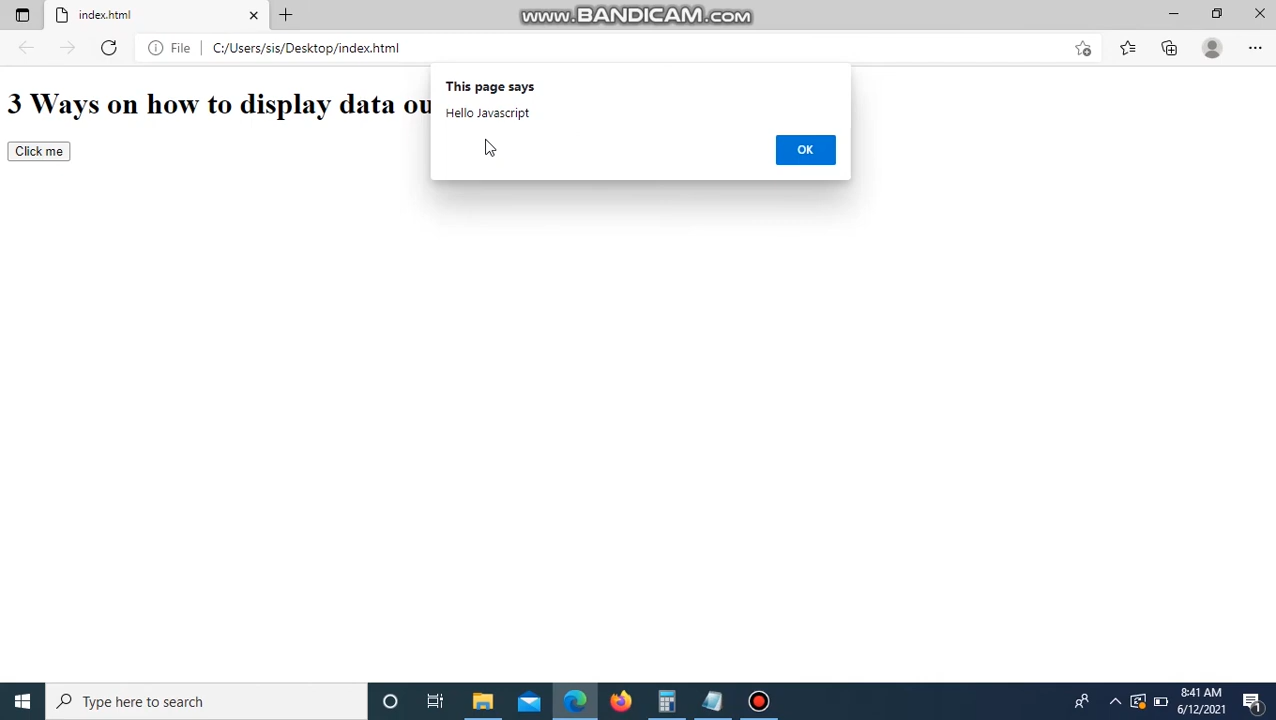 index.html
www.BANDICAM.com
File
C:/Users/sis/Desktop/index.html
This page says
Hello Javascript
OK
3 Ways on how to display data ou
Click me
Type here to search
8:41 AM
6/12/2021
1